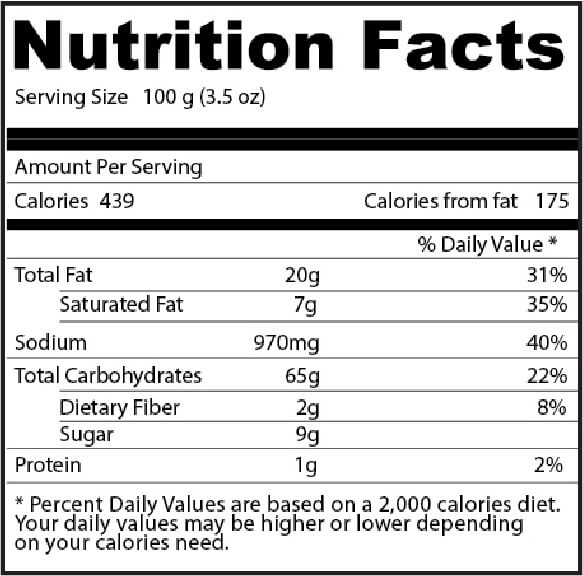 Nutrition Facts
Serving Size 100 g (3.5 oz)
Amount Per Serving
Calories 439 Calories from fat 175
% Daily Value *
Total Fat 20g 31%
Saturated Fat 7g 35%
Sodium 970mg 40%
Total Carbohydrates 65g 22%
Dietary Fiber 2g 8%
Sugar 9g
Protein 1g 2%
* Percent Daily Values are based on a 2,000 calories diet.
Your daily values may be higher or lower depending
on your calories need.